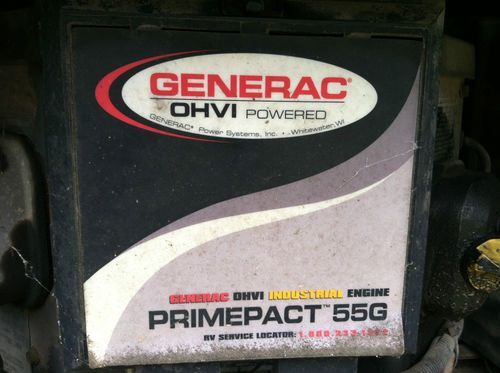 GENERAC®
OHVI POWERED
GENERAC® Power Systems, Inc. • Whitewater, WI
GENERAC OHVI INDUSTRIAL ENGINE
PRIMEPACT™ 55G
RV SERVICE LOCATOR: